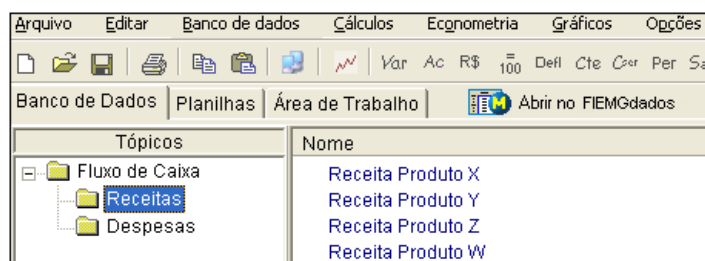 Arquivo Editar Banco de dados Cálculos Econometria Gráficos Opções
Var Ac R$ =100 Defl Cte Per
Banco de Dados Planilhas Área de Trabalho Abrir no FIEMGdados
Tópicos Nome
Fluxo de Caixa Receita Produto X
Receitas Receita Produto Y
Despesas Receita Produto Z
Receita Produto W